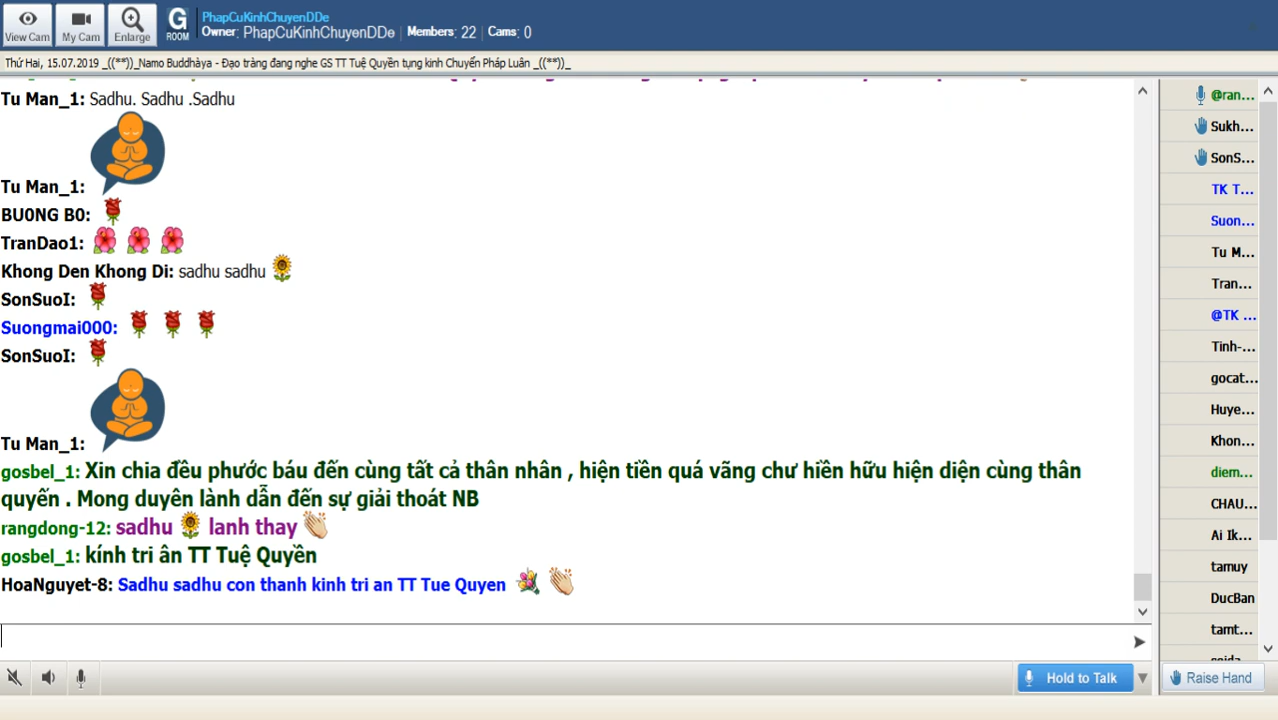 PhapCuKinhChuyenDDe
G ROOM
Owner: PhapCuKinhChuyenDDe Members: 22 Cams: 0
View Cam My Cam Enlarge
Thứ Hai, 15.07.2019 _((**))_Namo Buddhàya - Đạo tràng đang nghe GS TT Tuệ Quyền tụng kinh Chuyển Pháp Luân _((**))_
Tu Man_1: Sadhu. Sadhu .Sadhu
Tu Man_1:
BU0NG B0:
TranDao1:
Khong Den Khong Di: sadhu sadhu
SonSuoI:
Suongmai000:
SonSuoI:
Tu Man_1:
gosbel_1: Xin chia đều phước báu đến cùng tất cả thân nhân , hiện tiền quá vãng chư hiền hữu hiện diện cùng thân
quyến . Mong duyên lành dẫn đến sự giải thoát NB
rangdong-12: sadhu lanh thay
gosbel_1: kính tri ân TT Tuệ Quyền
HoaNguyet-8: Sadhu sadhu con thanh kinh tri an TT Tue Quyen
@ran...
Sukh...
SonS...
TK T...
Suon...
Tu M...
Tran...
@TK ...
Tinh-...
gocat...
Huye...
Khon...
diem...
CHAU...
Ai Ik...
tamuy
DucBan
tamt...
Hold to Talk
Raise Hand